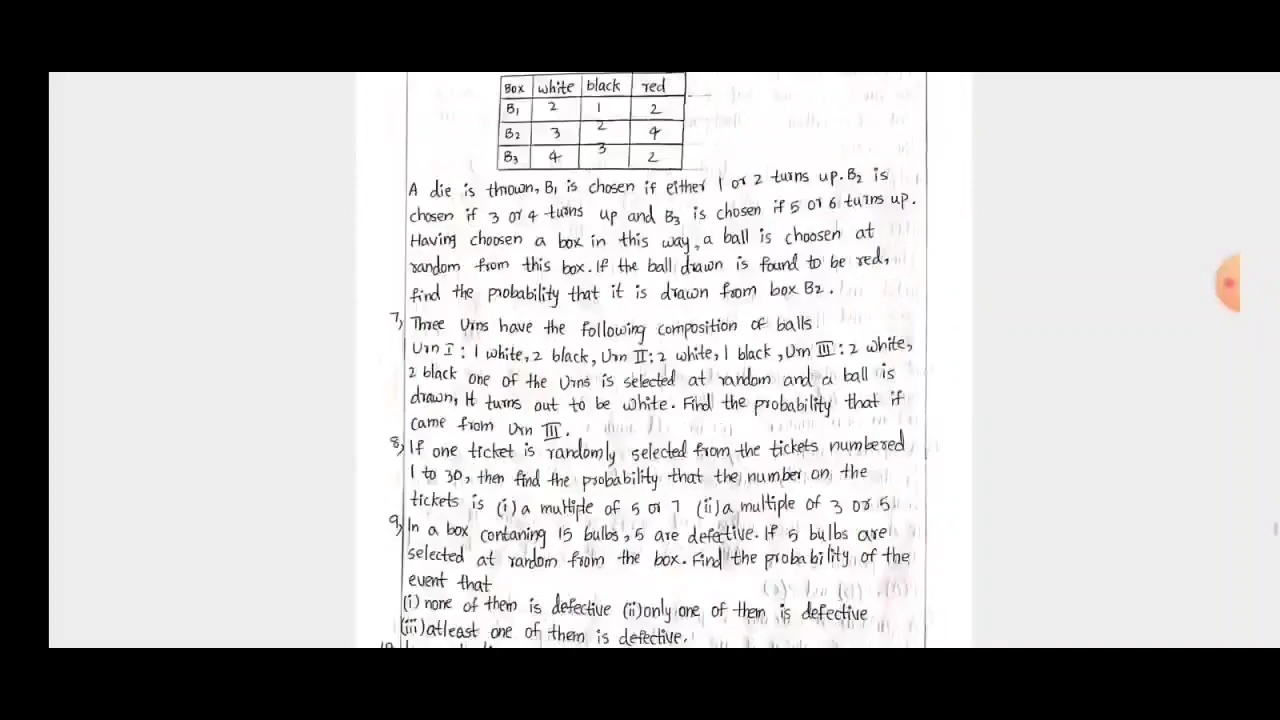 Box white black red
B1 2 1 2
B2 3 2 4
B3 4 3 2
A die is thrown, B1 is chosen if either 1 or 2 turns up. B2 is
chosen if 3 or 4 turns up and B3 is chosen if 5 or 6 turns up.
Having choosen a box in this way, a ball is choosen at
random from this box. If the ball drawn is found to be red,
find the probability that it is drawn from box B2.
7, Three Urns have the following composition of balls
Urn I : 1 white, 2 black, Urn II : 2 white, 1 black, Urn III : 2 white,
2 black one of the Urns is selected at random and a ball is
drawn, It turns out to be white. Find the probability that if
came from Urn III.
8, If one ticket is randomly selected from the tickets numbered
1 to 30, then find the probability that the number on the
tickets is (i) a multiple of 5 or 7 (ii) a multiple of 3 or 5
9, In a box contaning 15 bulbs, 5 are defective. If 5 bulbs are
selected at random from the box. Find the probability of the
event that
(i) none of them is defective (ii) only one of them is defective
(iii) atleast one of them is defective.